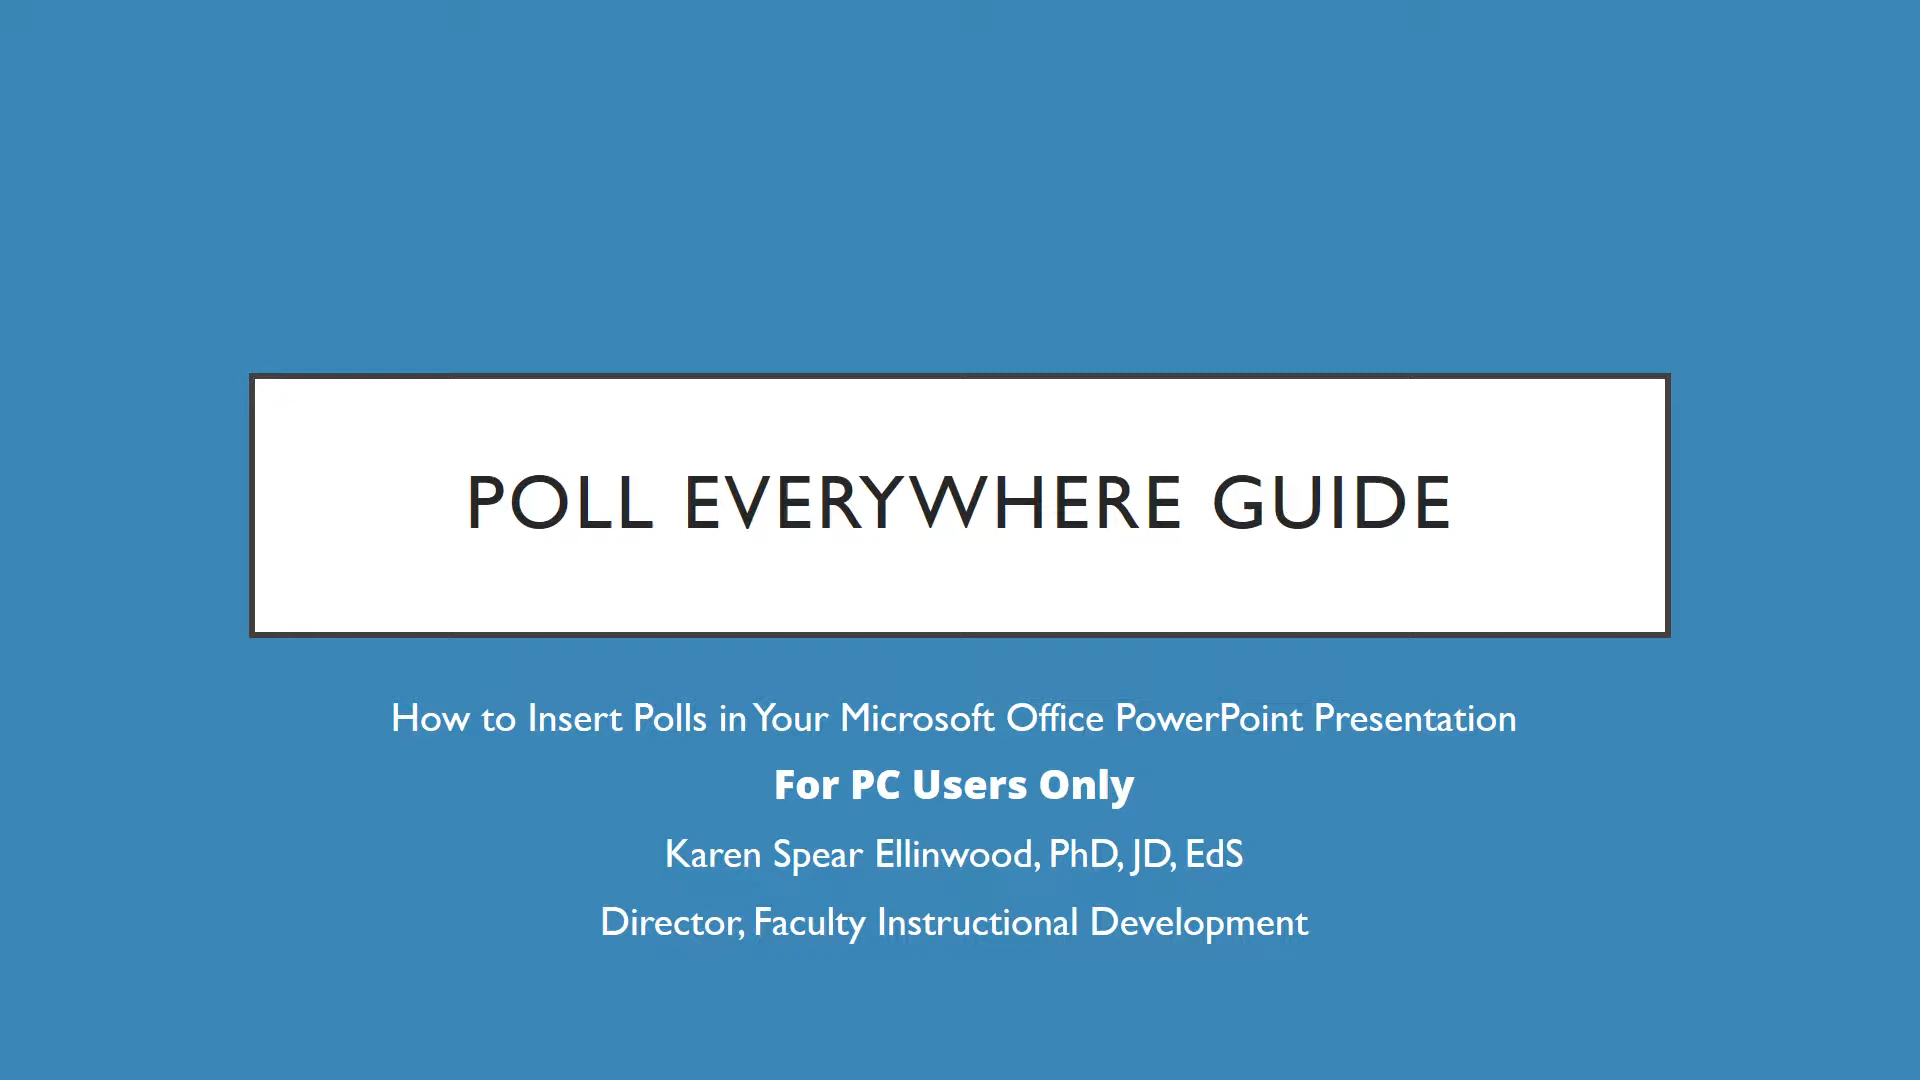 POLL EVERYWHERE GUIDE
How to Insert Polls in Your Microsoft Office PowerPoint Presentation
For PC Users Only
Karen Spear Ellinwood, PhD, JD, EdS
Director, Faculty Instructional Development